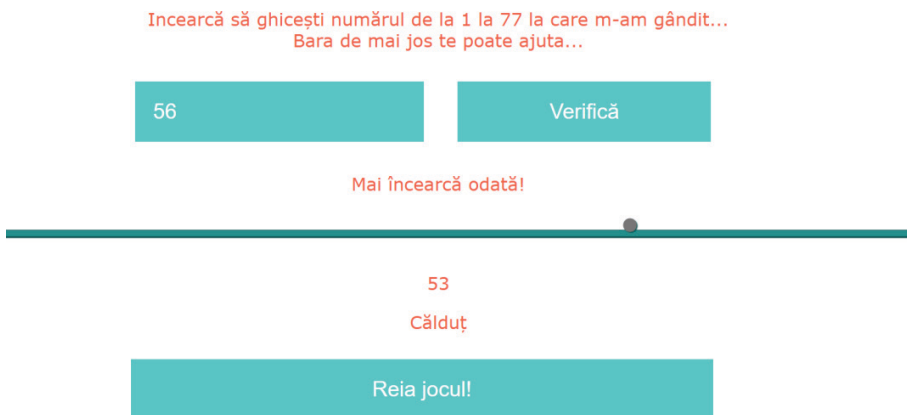 Incearcă să ghicești numărul de la 1 la 77 la care m-am gândit...
Bara de mai jos te poate ajuta...
56
Verifică
Mai încearcă odată!
53
Călduț
Reia jocul!